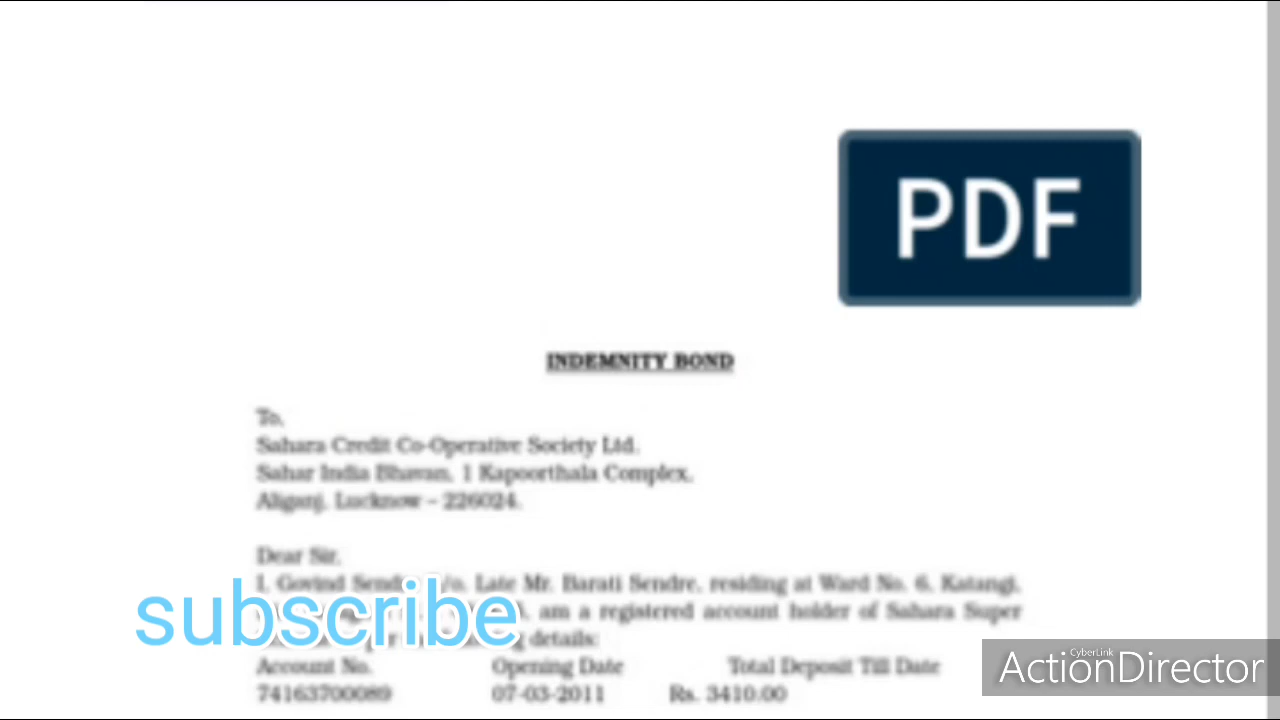 PDF
INDEMNITY BOND
To,
Sahara Credit Co-Operative Society Ltd.
Sahar India Bhavan, 1 Kapoorthala Complex,
Aliganj, Lucknow – 226024.
Dear Sir,
I, Govind Late Mr. Barati Sendre, residing at Ward No. 6, Katangi,
am a registered account holder of Sahara Super
subscribe
details:
Account No. Opening Date Total Deposit Till Date
74163700089 07-03-2011 Rs. 3410.00
CyberLink
ActionDirector